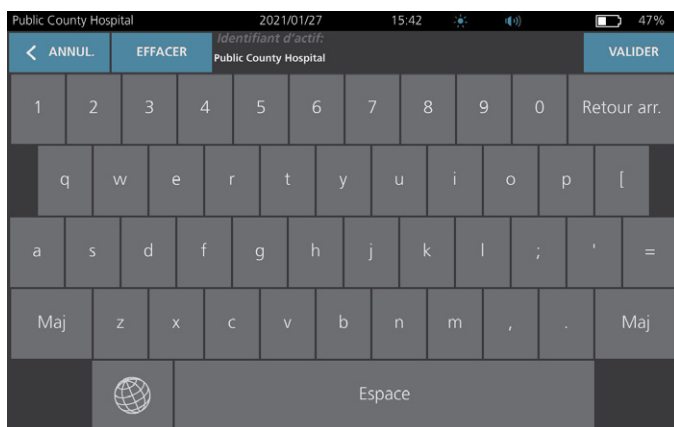 Public County Hospital 2021/01/27 15:42 47%
ANNUL. EFFACER Identifiant d'actif: VALIDER
Public County Hospital
1 2 3 4 5 6 7 8 9 0 Retour arr.
q w e r t y u i o p [
a s d f g h j k l ; ' =
Maj z x c v b n m , . Maj
Espace